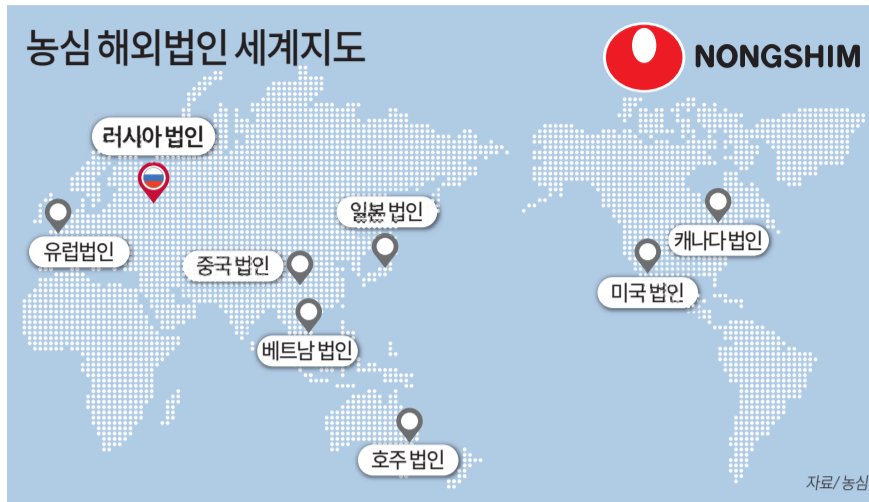 농심 해외법인 세계지도
NONGSHIM
러시아 법인
일본 법인
유럽법인
중국 법인
캐나다 법인
미국 법인
베트남 법인
호주 법인
자료/농심